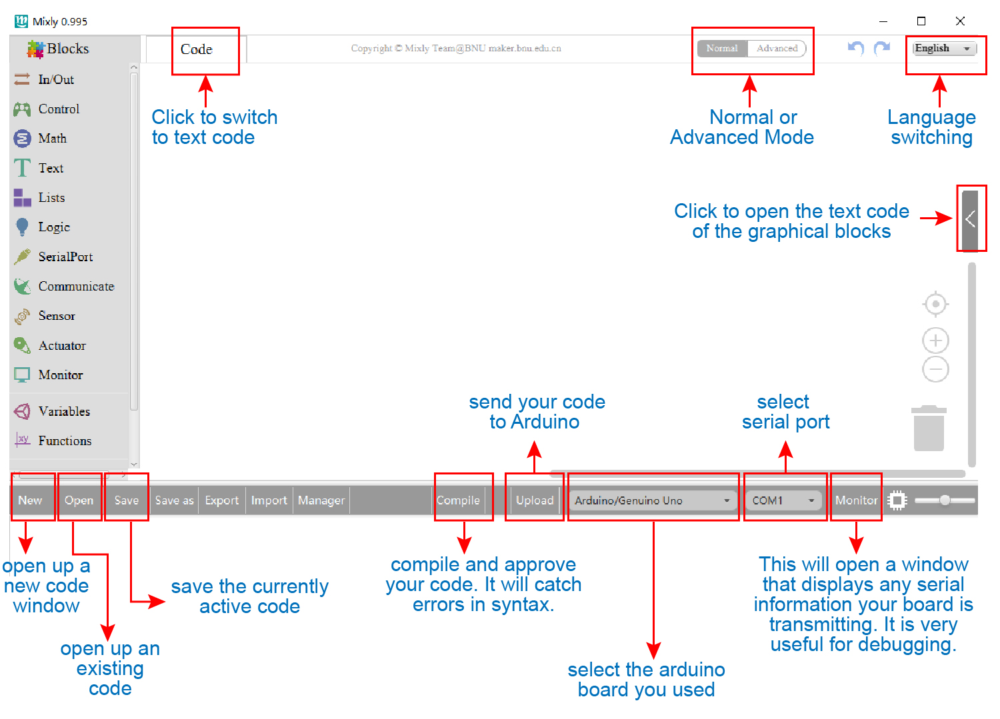 Mixly 0.995
Blocks
Code
Copyright © Mixly Team@BNU maker.bnu.edu.cn
Normal
Advanced
English
In/Out
Control
Math
Text
Lists
Logic
SerialPort
Communicate
Sensor
Actuator
Monitor
Variables
xy
Functions
Click to switch
to text code
Normal or
Advanced Mode
Language
switching
Click to open the text code
of the graphical blocks
send your code
to Arduino
select
serial port
New
Open
Save
Save as
Export
Import
Manager
Compile
Upload
Arduino/Genuino Uno
COM1
Monitor
open up a
new code
window
open up an
existing
code
save the currently
active code
compile and approve
your code. It will catch
errors in syntax.
select the arduino
board you used
This will open a window
that displays any serial
information your board is
transmitting. It is very
useful for debugging.